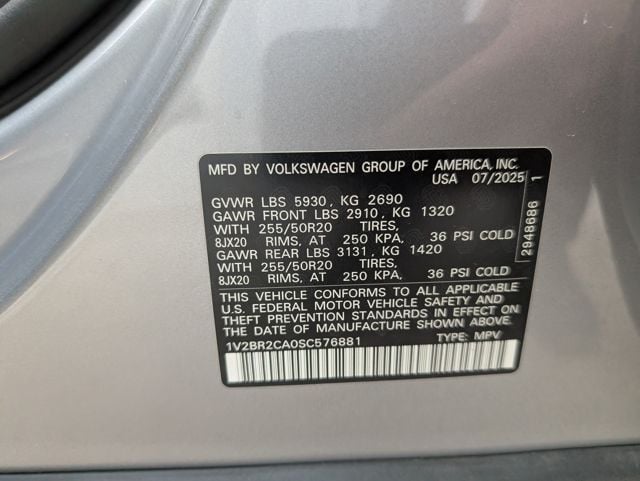 MFD BY VOLKSWAGEN GROUP OF AMERICA, INC.
USA 07/2025
GVWR LBS 5930, KG 2690
GAWR FRONT LBS 2910, KG 1320
WITH 255/50R20 TIRES,
8JX20 RIMS, AT 250 KPA, 36 PSI COLD
GAWR REAR LBS 3131, KG 1420
WITH 255/50R20 TIRES,
8JX20 RIMS, AT 250 KPA, 36 PSI COLD
THIS VEHICLE CONFORMS TO ALL APPLICABLE
U.S. FEDERAL MOTOR VEHICLE SAFETY AND
THEFT PREVENTION STANDARDS IN EFFECT ON
THE DATE OF MANUFACTURE SHOWN ABOVE.
1V2BR2CA0SC576881 TYPE: MPV
2948686 1